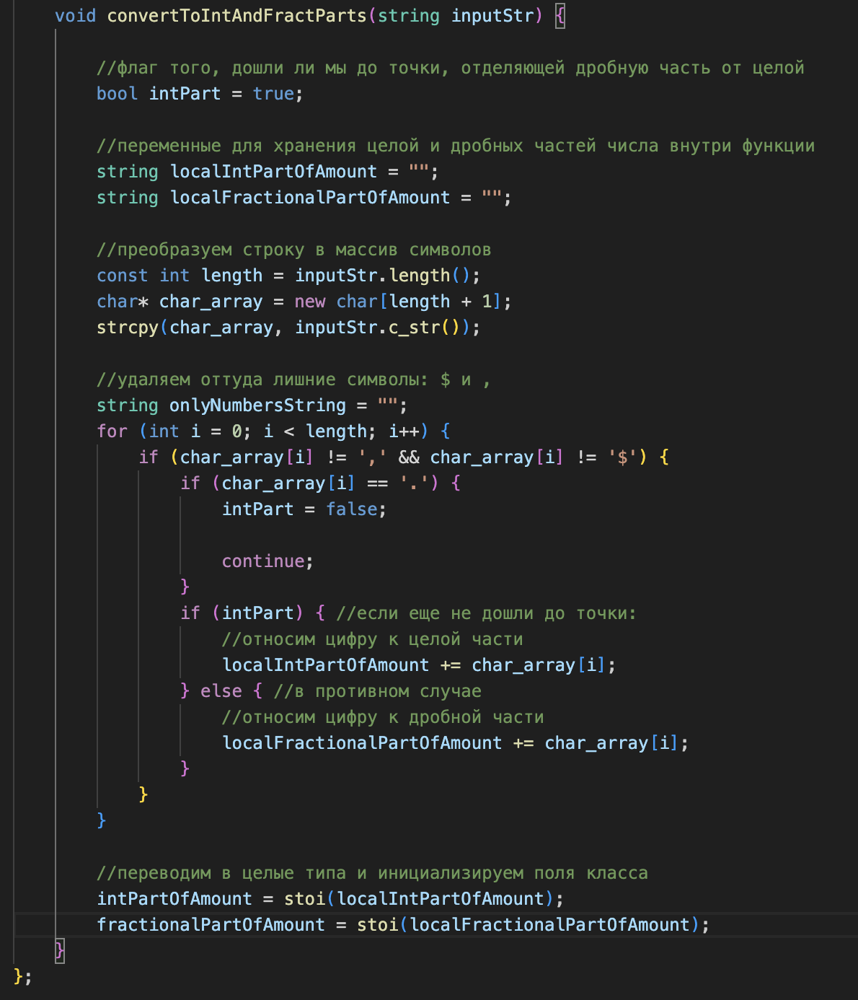 void convertToIntAndFractParts(string inputStr) {
//флаг того, дошли ли мы до точки, отделяющей дробную часть от целой
bool intPart = true;
//переменные для хранения целой и дробных частей числа внутри функции
string localIntPartOfAmount = "";
string localFractionalPartOfAmount = "";
//преобразуем строку в массив символов
const int length = inputStr.length();
char* char_array = new char[length + 1];
strcpy(char_array, inputStr.c_str());
//удаляем оттуда лишние символы: $ и ,
string onlyNumbersString = "";
for (int i = 0; i < length; i++) {
if (char_array[i] != ',' && char_array[i] != '$') {
if (char_array[i] == '.') {
intPart = false;
continue;
}
if (intPart) { //если еще не дошли до точки:
//относим цифру к целой части
localIntPartOfAmount += char_array[i];
} else { //в противном случае
//относим цифру к дробной части
localFractionalPartOfAmount += char_array[i];
}
}
}
//переводим в целые типа и инициализируем поля класса
intPartOfAmount = stoi(localIntPartOfAmount);
fractionalPartOfAmount = stoi(localFractionalPartOfAmount);
}
};